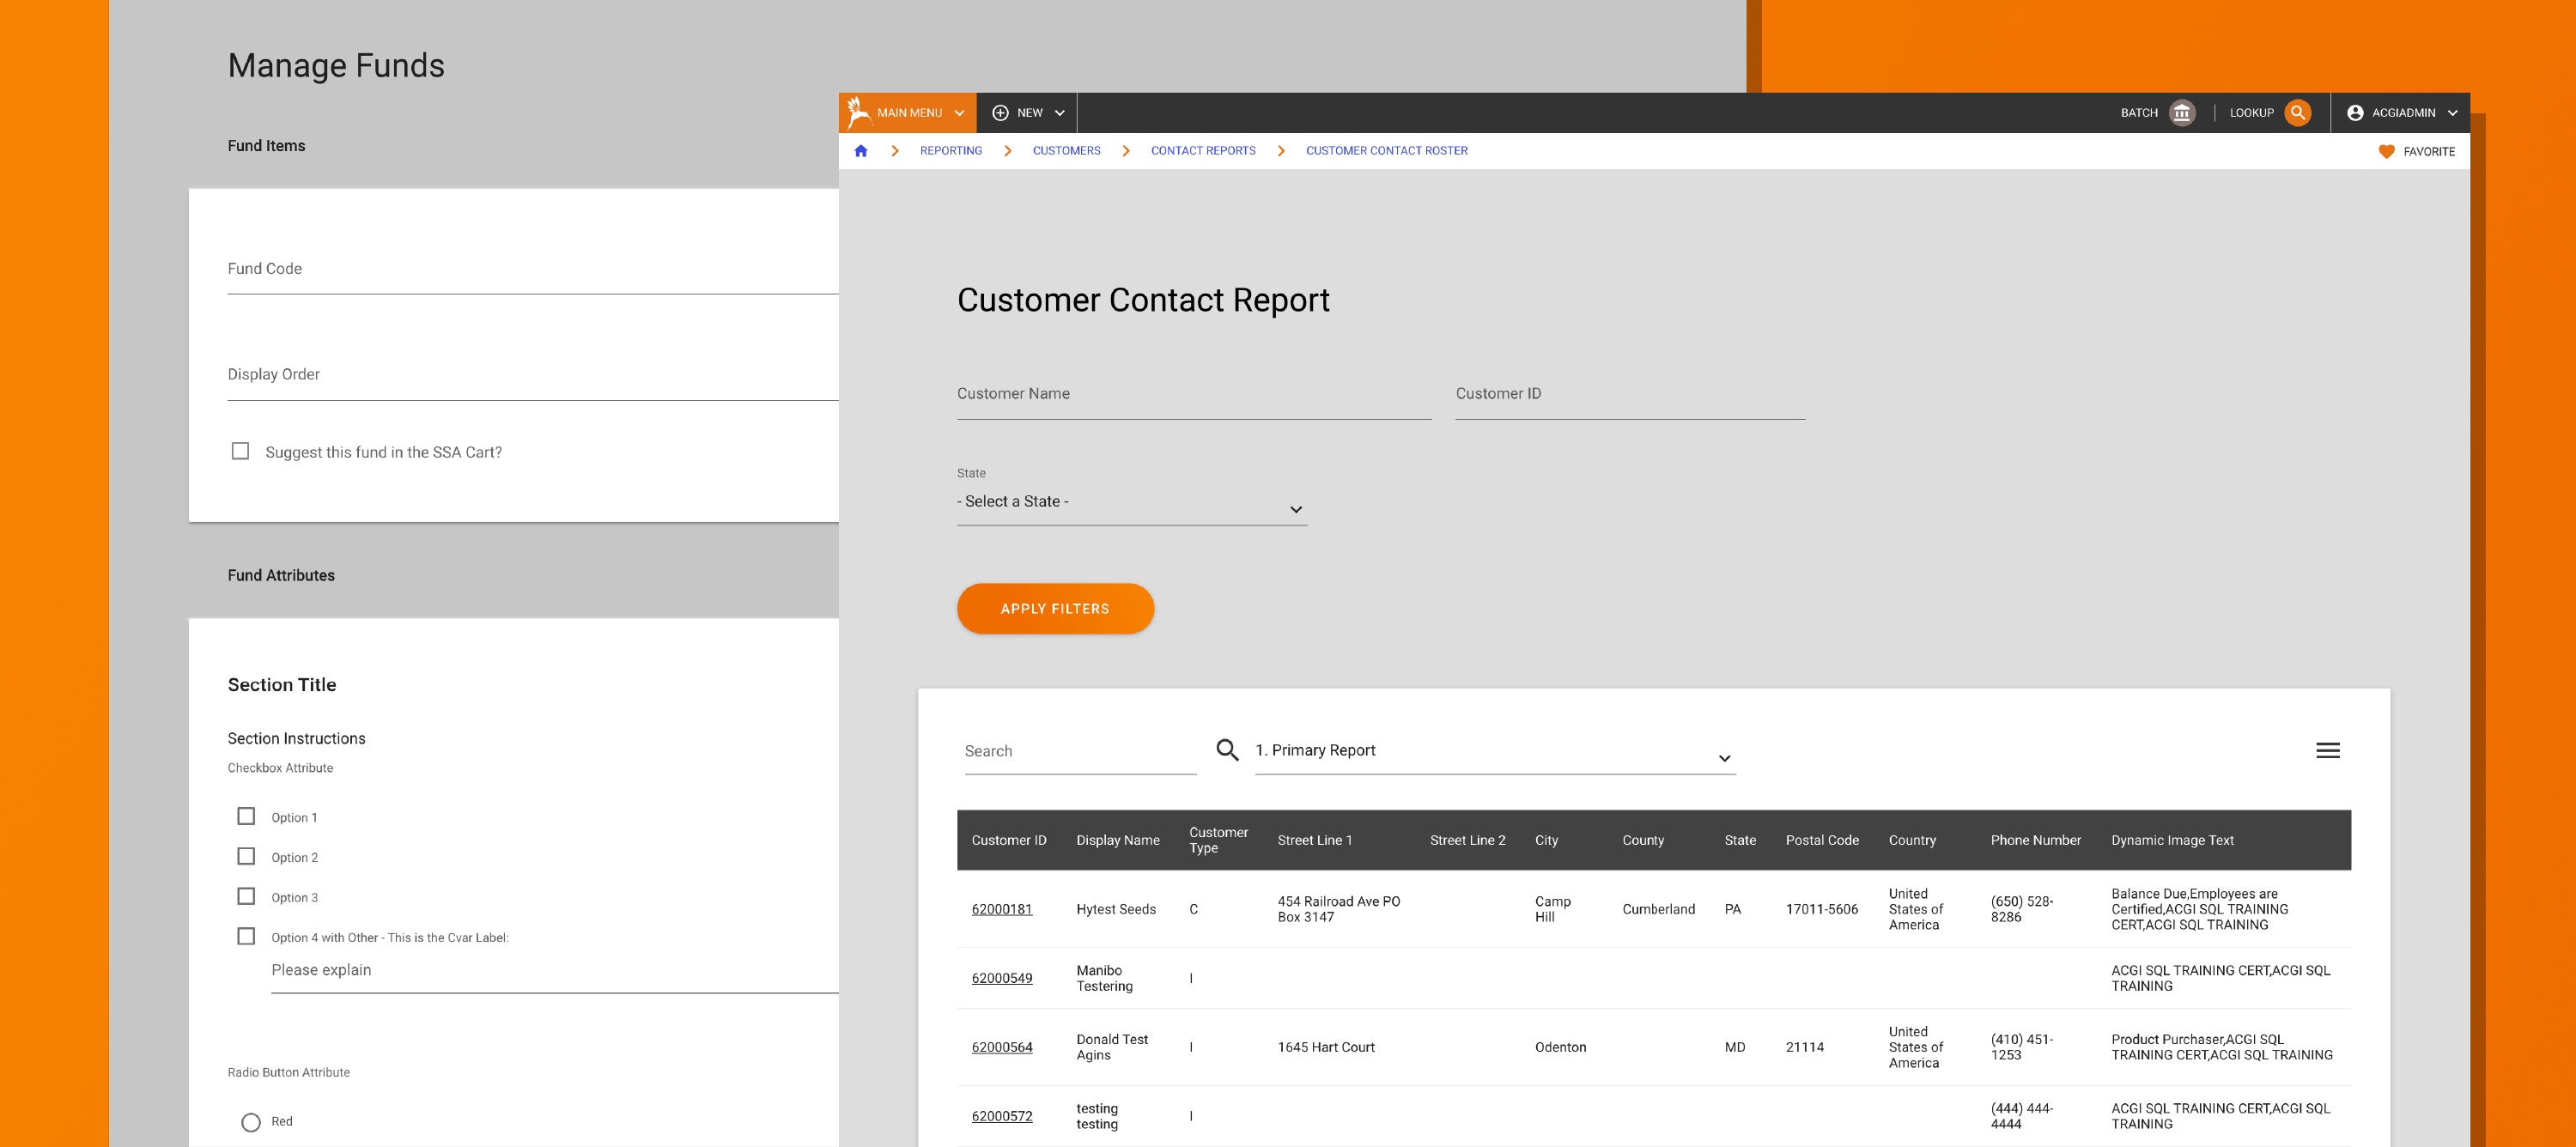 Manage Funds
Fund Items
Fund Code
Display Order
Suggest this fund in the SSA Cart?
Fund Attributes
Section Title
Section Instructions
Checkbox Attribute
Option 1
Option 2
Option 3
Option 4 with Other - This is the Cvar Label:
Please explain
Radio Button Attribute
Red
MAIN MENU NEW BATCH LOOKUP ACGIADMIN
REPORTING CUSTOMERS CONTACT REPORTS CUSTOMER CONTACT ROSTER FAVORITE
Customer Contact Report
Customer Name Customer ID
State
- Select a State -
APPLY FILTERS
Search 1. Primary Report
Customer ID Display Name Customer Type Street Line 1 Street Line 2 City County State Postal Code Country Phone Number Dynamic Image Text
62000181 Hytest Seeds C 454 Railroad Ave PO Box 3147 Camp Hill Cumberland PA 17011-5606 United States of America (650) 528-8286 Balance Due,Employees are Certified,ACGI SQL TRAINING CERT,ACGI SQL TRAINING
62000549 Manibo Testering I ACGI SQL TRAINING CERT,ACGI SQL TRAINING
62000564 Donald Test Agins I 1645 Hart Court Odenton MD 21114 United States of America (410) 451-1253 Product Purchaser,ACGI SQL TRAINING CERT,ACGI SQL TRAINING
62000572 testing testing I (444) 444-4444 ACGI SQL TRAINING CERT,ACGI SQL TRAINING